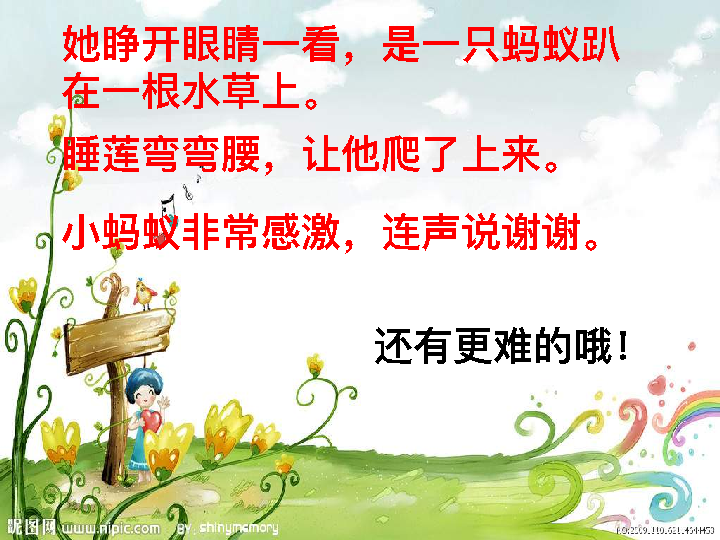 她睁开眼睛一看，是一只蚂蚁趴
在一根水草上。
睡莲弯弯腰，让他爬了上来。
小蚂蚁非常感激，连声说谢谢。
还有更难的哦！
昵图网 www.nipic.com BY: shinymemory